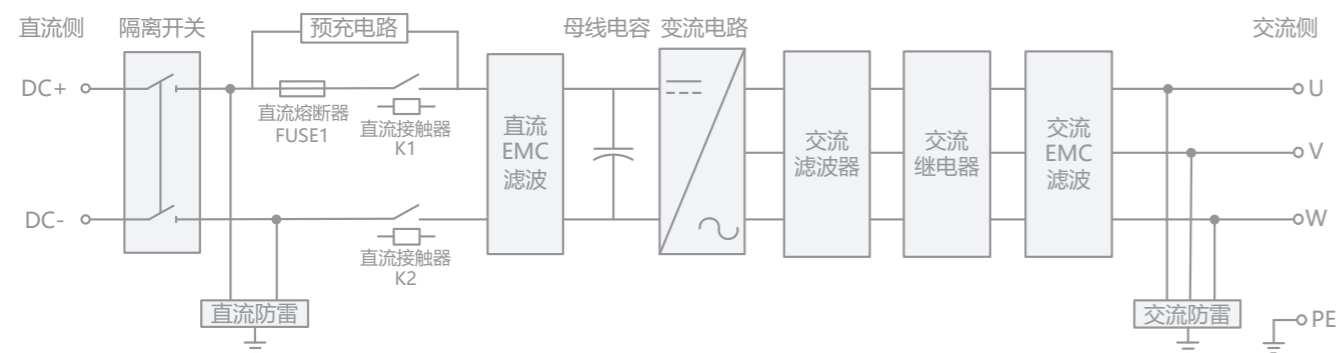 直流侧
隔离开关
预充电路
母线电容
变流电路
交流侧
DC+
直流熔断器
FUSE1
直流接触器
K1
直流
EMC
滤波
交流
滤波器
交流
继电器
交流
EMC
滤波
U
V
W
DC-
直流接触器
K2
直流防雷
交流防雷
PE